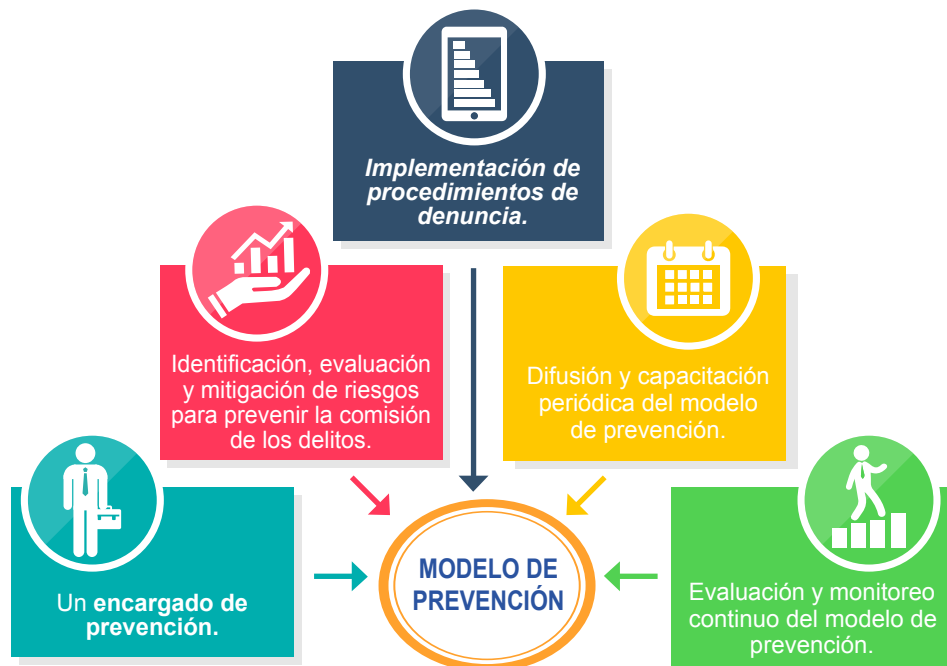 Implementación de
procedimientos de
denuncia.
Identificación, evaluación
y mitigación de riesgos
para prevenir la comisión
de los delitos.
Difusión y capacitación
periódica del modelo
de prevención.
Un encargado de
prevención.
MODELO DE
PREVENCIÓN
Evaluación y monitoreo
continuo del modelo de
prevención.